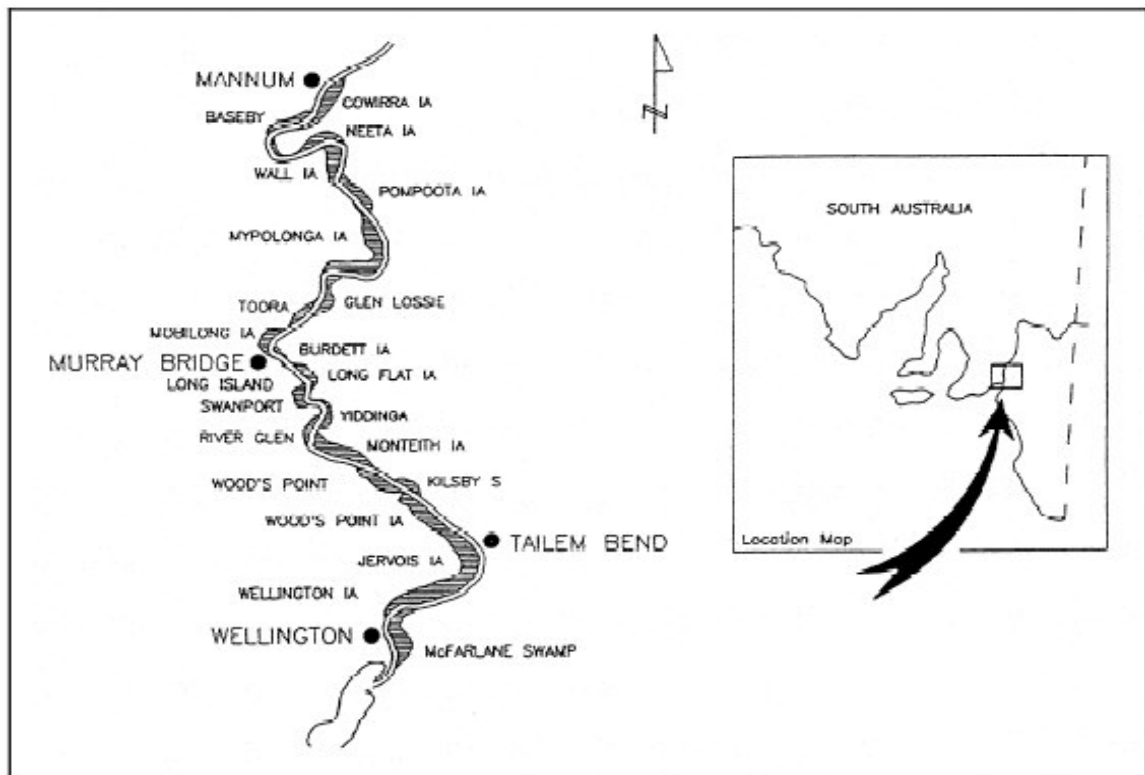 MANNUM
COWIRRA IA
BASEBY
NEETA IA
WALL IA
POMPOOTA IA
MYPOLONGA IA
TOORA
GLEN LOSSIE
MOBILONG IA
BURDETT IA
MURRAY BRIDGE
LONG FLAT IA
LONG ISLAND
SWANPORT
YIDDINGA
RIVER GLEN
MONTEITH IA
WOOD'S POINT
KILSBY S
WOOD'S POINT IA
TAILEM BEND
JERVOIS IA
WELLINGTON IA
WELLINGTON
McFARLANE SWAMP
N
SOUTH AUSTRALIA
Location Map